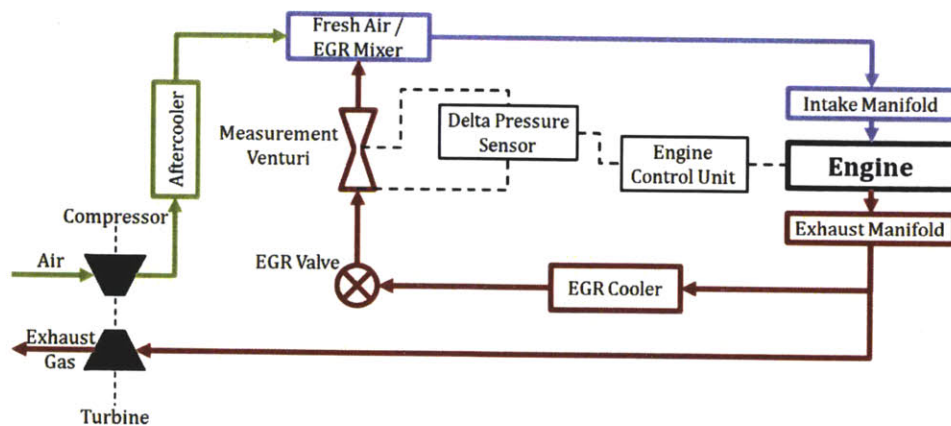 Fresh Air /
EGR Mixer
Aftercooler
Measurement
Venturi
Delta Pressure
Sensor
Engine
Control Unit
Intake Manifold
Engine
Exhaust Manifold
Compressor
Air
EGR Valve
EGR Cooler
Exhaust
Gas
Turbine